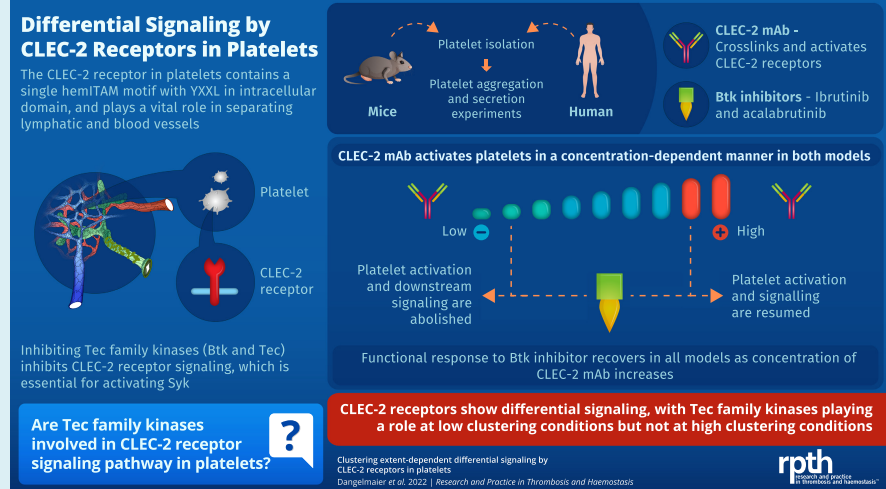 Differential Signaling by
CLEC-2 Receptors in Platelets
The CLEC-2 receptor in platelets contains a
single hemITAM motif with YXXL in intracellular
domain, and plays a vital role in separating
lymphatic and blood vessels
Platelet
CLEC-2
receptor
Inhibiting Tec family kinases (Btk and Tec)
inhibits CLEC-2 receptor signaling, which is
essential for activating Syk
Are Tec family kinases
involved in CLEC-2 receptor
signaling pathway in platelets?
?
Mice
Platelet isolation
Platelet aggregation
and secretion
experiments
Human
CLEC-2 mAb -
Crosslinks and activates
CLEC-2 receptors
Btk inhibitors - Ibrutinib
and acalabrutinib
CLEC-2 mAb activates platelets in a concentration-dependent manner in both models
Low
High
Platelet activation
and downstream
signaling are
abolished
Platelet activation
and signalling
are resumed
Functional response to Btk inhibitor recovers in all models as concentration of
CLEC-2 mAb increases
CLEC-2 receptors show differential signaling, with Tec family kinases playing
a role at low clustering conditions but not at high clustering conditions
Clustering extent-dependent differential signaling by
CLEC-2 receptors in platelets
Dangelmaier et al. 2022 | Research and Practice in Thrombosis and Haemostasis
rpth
research and practice
in thrombosis and haemostasis™